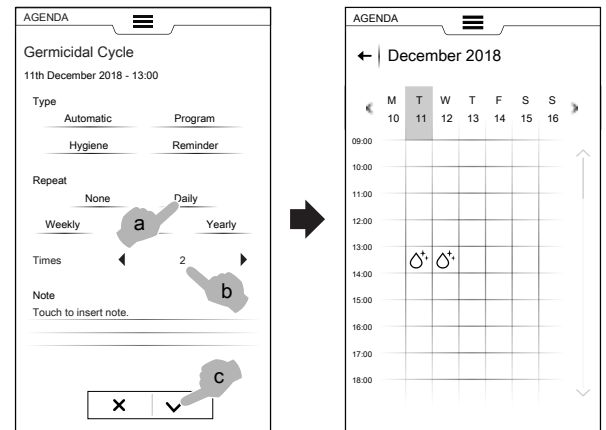 AGENDA
Germicidal Cycle
11th December 2018 - 13:00
Type
Automatic Program
Hygiene Reminder
Repeat
None Daily
Weekly Yearly
a
Times 2
b
Note
Touch to insert note.
c
AGENDA
December 2018
M T W T F S S
10 11 12 13 14 15 16
09:00
10:00
11:00
12:00
13:00
14:00
15:00
16:00
17:00
18:00